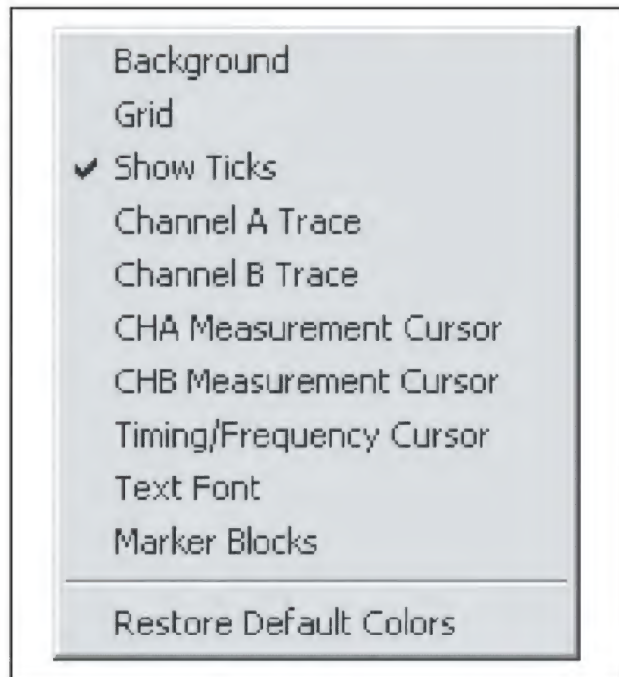 Background
Grid
Show Ticks
Channel A Trace
Channel B Trace
CHA Measurement Cursor
CHB Measurement Cursor
Timing/Frequency Cursor
Text Font
Marker Blocks
Restore Default Colors